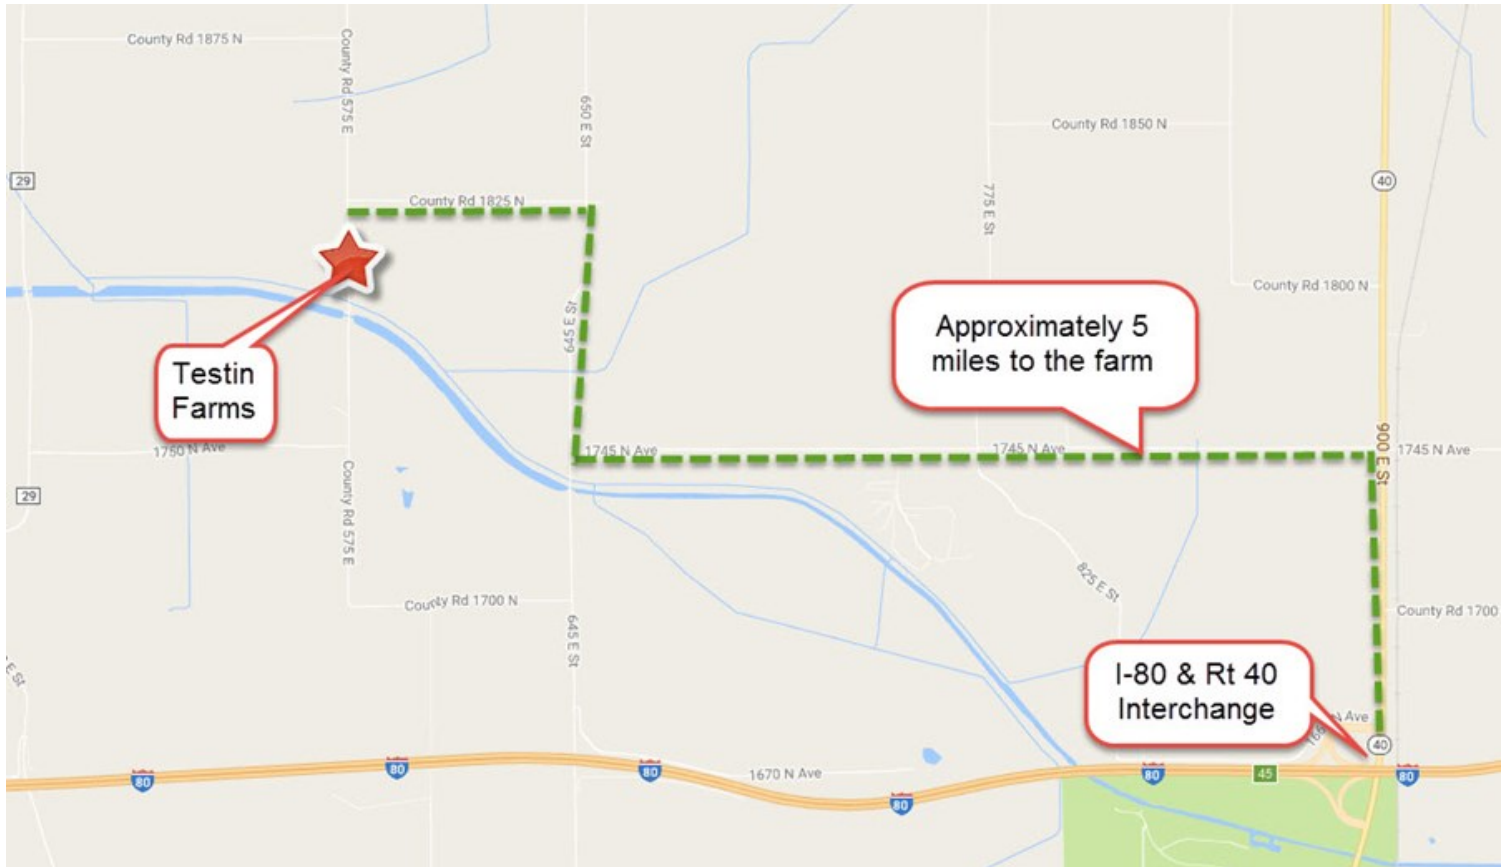 County Rd 1875 N
County Rd 575 E
650 E St
County Rd 1850 N
29
40
775 E St
County Rd 1825 N
County Rd 1800 N
645 E St
Approximately 5
miles to the farm
Testin
Farms
1750 N Ave
1745 N Ave
1745 N Ave
900 E St
1745 N Ave
29
County Rd 575 E
825 E St
County Rd 1700 N
County Rd 1700
645 E St
E St
I-80 & Rt 40
Interchange
N Ave
40
80
80
80
1670 N Ave
80
80
45
80